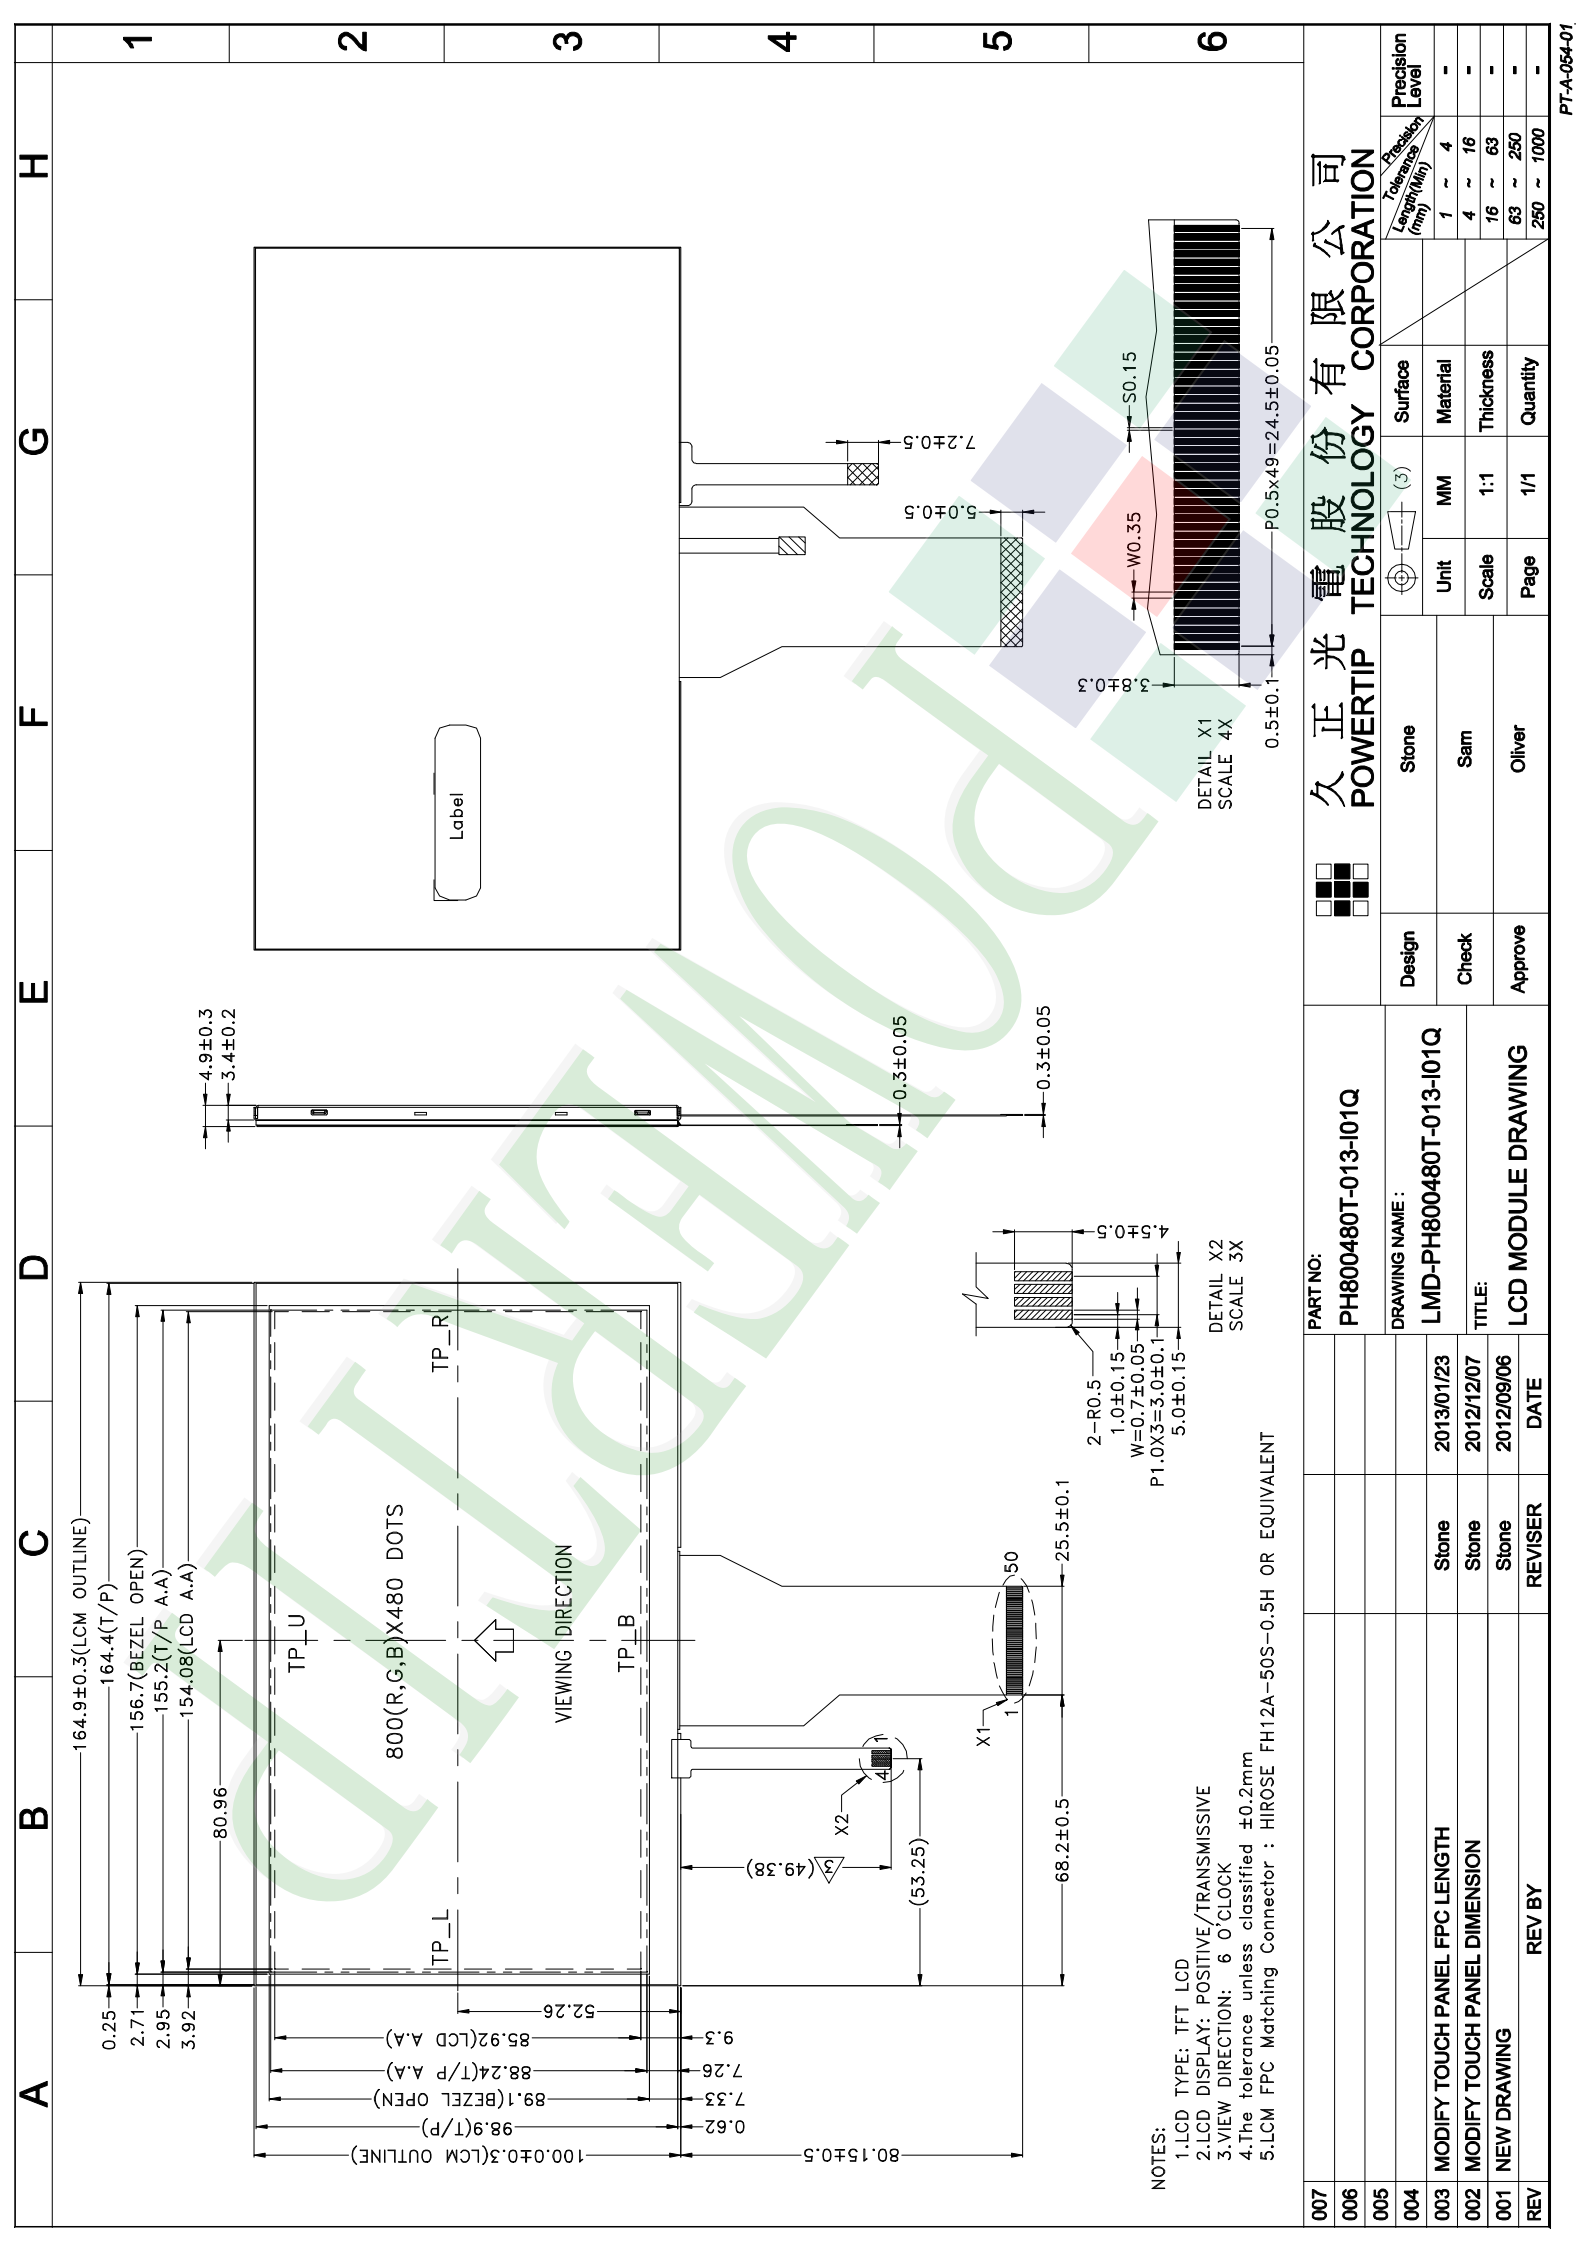 A
B
C
D
E
F
G
H
1
2
3
4
5
6
164.9±0.3(LCM OUTLINE)
164.4(T/P)
156.7(BEZEL OPEN)
155.2(T/P A.A)
154.08(LCD A.A)
80.96
0.25
2.71
2.95
3.92
TP_U
TP_L
TP_R
TP_B
800(R,G,B)X480 DOTS
VIEWING DIRECTION
52.26
85.92(LCD A.A)
9.3
88.24(T/P A.A)
7.26
89.1(BEZEL OPEN)
7.33
98.9(T/P)
0.62
100.0±0.3(LCM OUTLINE)
80.15±0.5
(49.38)
3
X2
4
1
(53.25)
X1
1
50
68.2±0.5
25.5±0.1
4.9±0.3
3.4±0.2
0.3±0.05
0.3±0.05
Label
7.2±0.5
5.0±0.5
4.5±0.5
2-R0.5
1.0±0.15
W=0.7±0.05
P1.0X3=3.0±0.1
5.0±0.15
DETAIL X2
SCALE 3X
S0.15
W0.35
3.8±0.3
P0.5x49=24.5±0.05
0.5±0.1
DETAIL X1
SCALE 4X
NOTES:
1.LCD TYPE: TFT LCD
2.LCD DISPLAY: POSITIVE/TRANSMISSIVE
3.VIEW DIRECTION: 6 O'CLOCK
4.The tolerance unless classified ±0.2mm
5.LCM FPC Matching Connector : HIROSE FH12A-50S-0.5H OR EQUIVALENT
POWERTIP
007
006
005
004
003 MODIFY TOUCH PANEL FPC LENGTH Stone 2013/01/23
002 MODIFY TOUCH PANEL DIMENSION Stone 2012/12/07
001 NEW DRAWING Stone 2012/09/06
REV REV BY REVISER DATE
PART NO:
PH800480T-013-I01Q
DRAWING NAME :
LMD-PH800480T-013-I01Q
TITLE:
LCD MODULE DRAWING
久正光電股份有限公司
POWERTIP TECHNOLOGY CORPORATION
Design Stone
Check Sam
Approve Oliver
(3)
Unit MM
Scale 1:1
Page 1/1
Surface
Material
Thickness
Quantity
Precision
Tolerance
Length(Min)
(mm)
Precision
Level
1 ~ 4 -
4 ~ 16 -
16 ~ 63 -
63 ~ 250 -
250 ~ 1000 -
PT-A-054-01